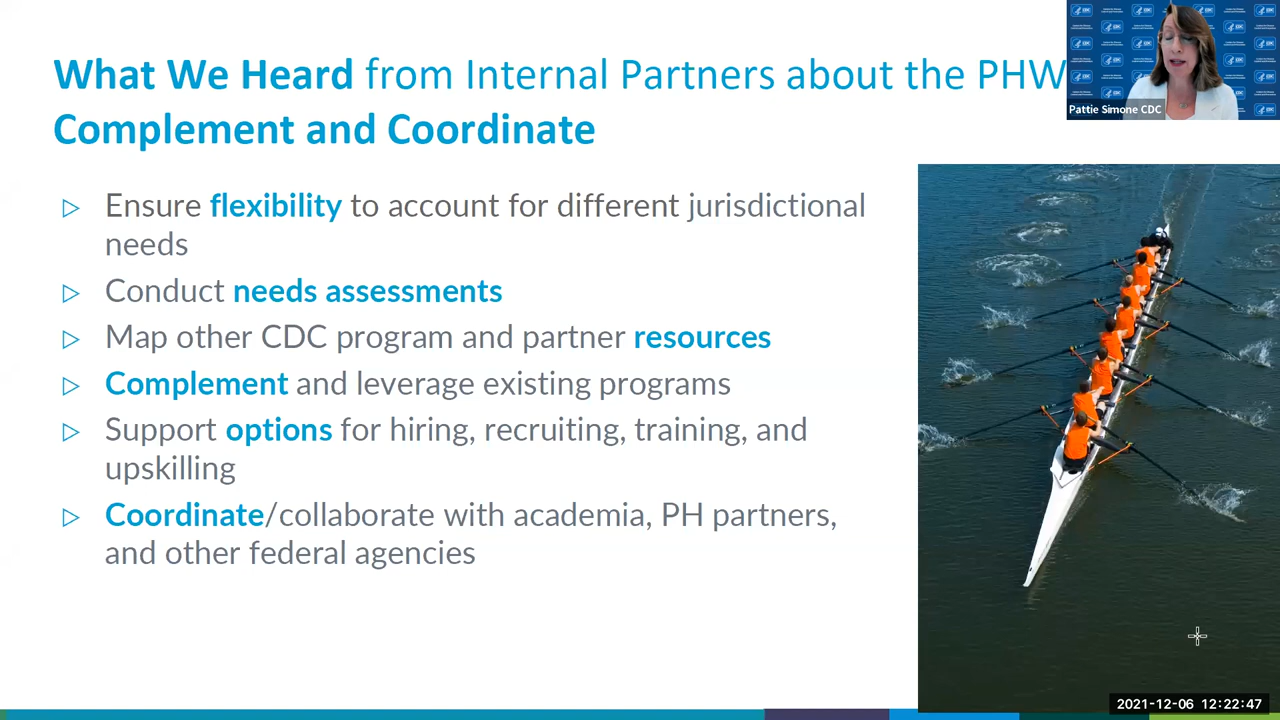 What We Heard from Internal Partners about the PHW
Complement and Coordinate
Pattie Simone CDC
▷ Ensure flexibility to account for different jurisdictional
needs
▷ Conduct needs assessments
▷ Map other CDC program and partner resources
▷ Complement and leverage existing programs
▷ Support options for hiring, recruiting, training, and
upskilling
▷ Coordinate/collaborate with academia, PH partners,
and other federal agencies
2021-12-06 12:22:47